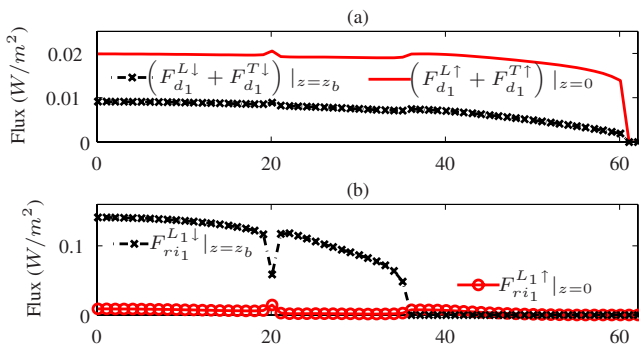 (a)
Flux (W/m²)
0.02
0.01
0
(F_{d_1}^{L↓} + F_{d_1}^{T↓}) |_{z=z_b}
(F_{d_1}^{L↑} + F_{d_1}^{T↑}) |_{z=0}
0 20 40 60
(b)
Flux (W/m²)
0.1
0
F_{ri_1}^{L_1↓}|_{z=z_b}
F_{ri_1}^{L_1↑}|_{z=0}
0 20 40 60